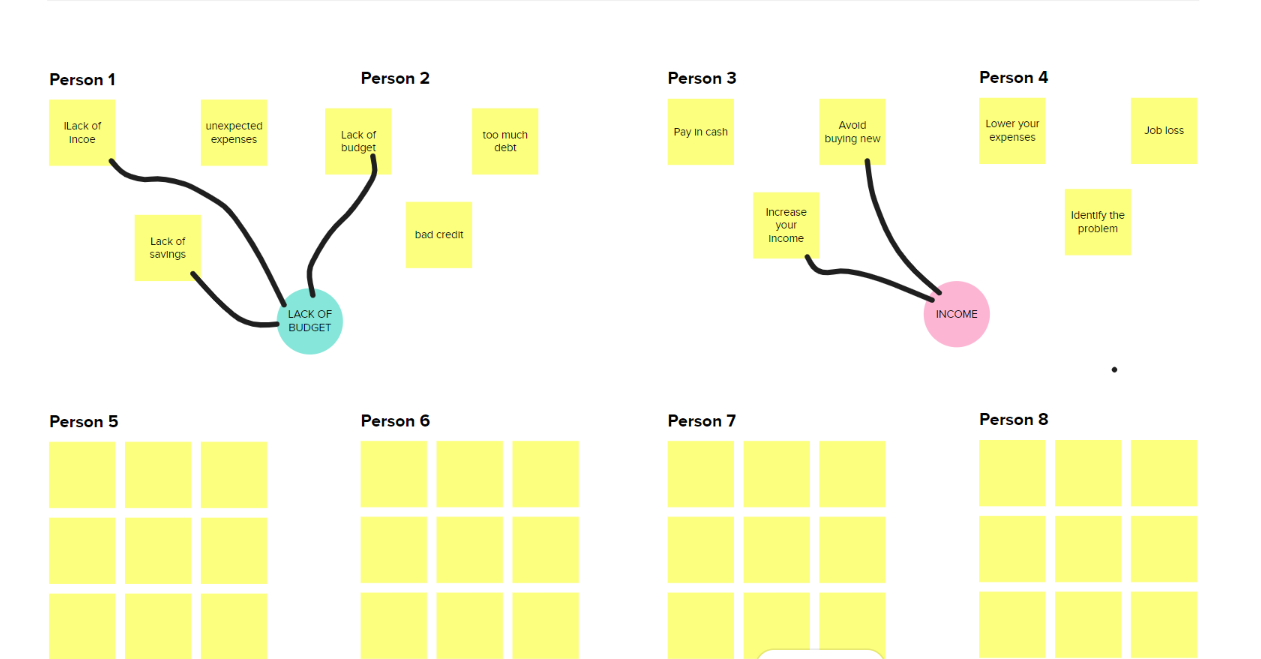 Person 1
Person 2
Person 3
Person 4
lLack of
incoe
unexpected
expenses
Lack of
budget
too much
debt
Pay in cash
Avoid
buying new
Lower your
expenses
Job loss
Lack of
savings
bad credit
Increase
your
income
Identify the
problem
LACK OF
BUDGET
INCOME
Person 5
Person 6
Person 7
Person 8